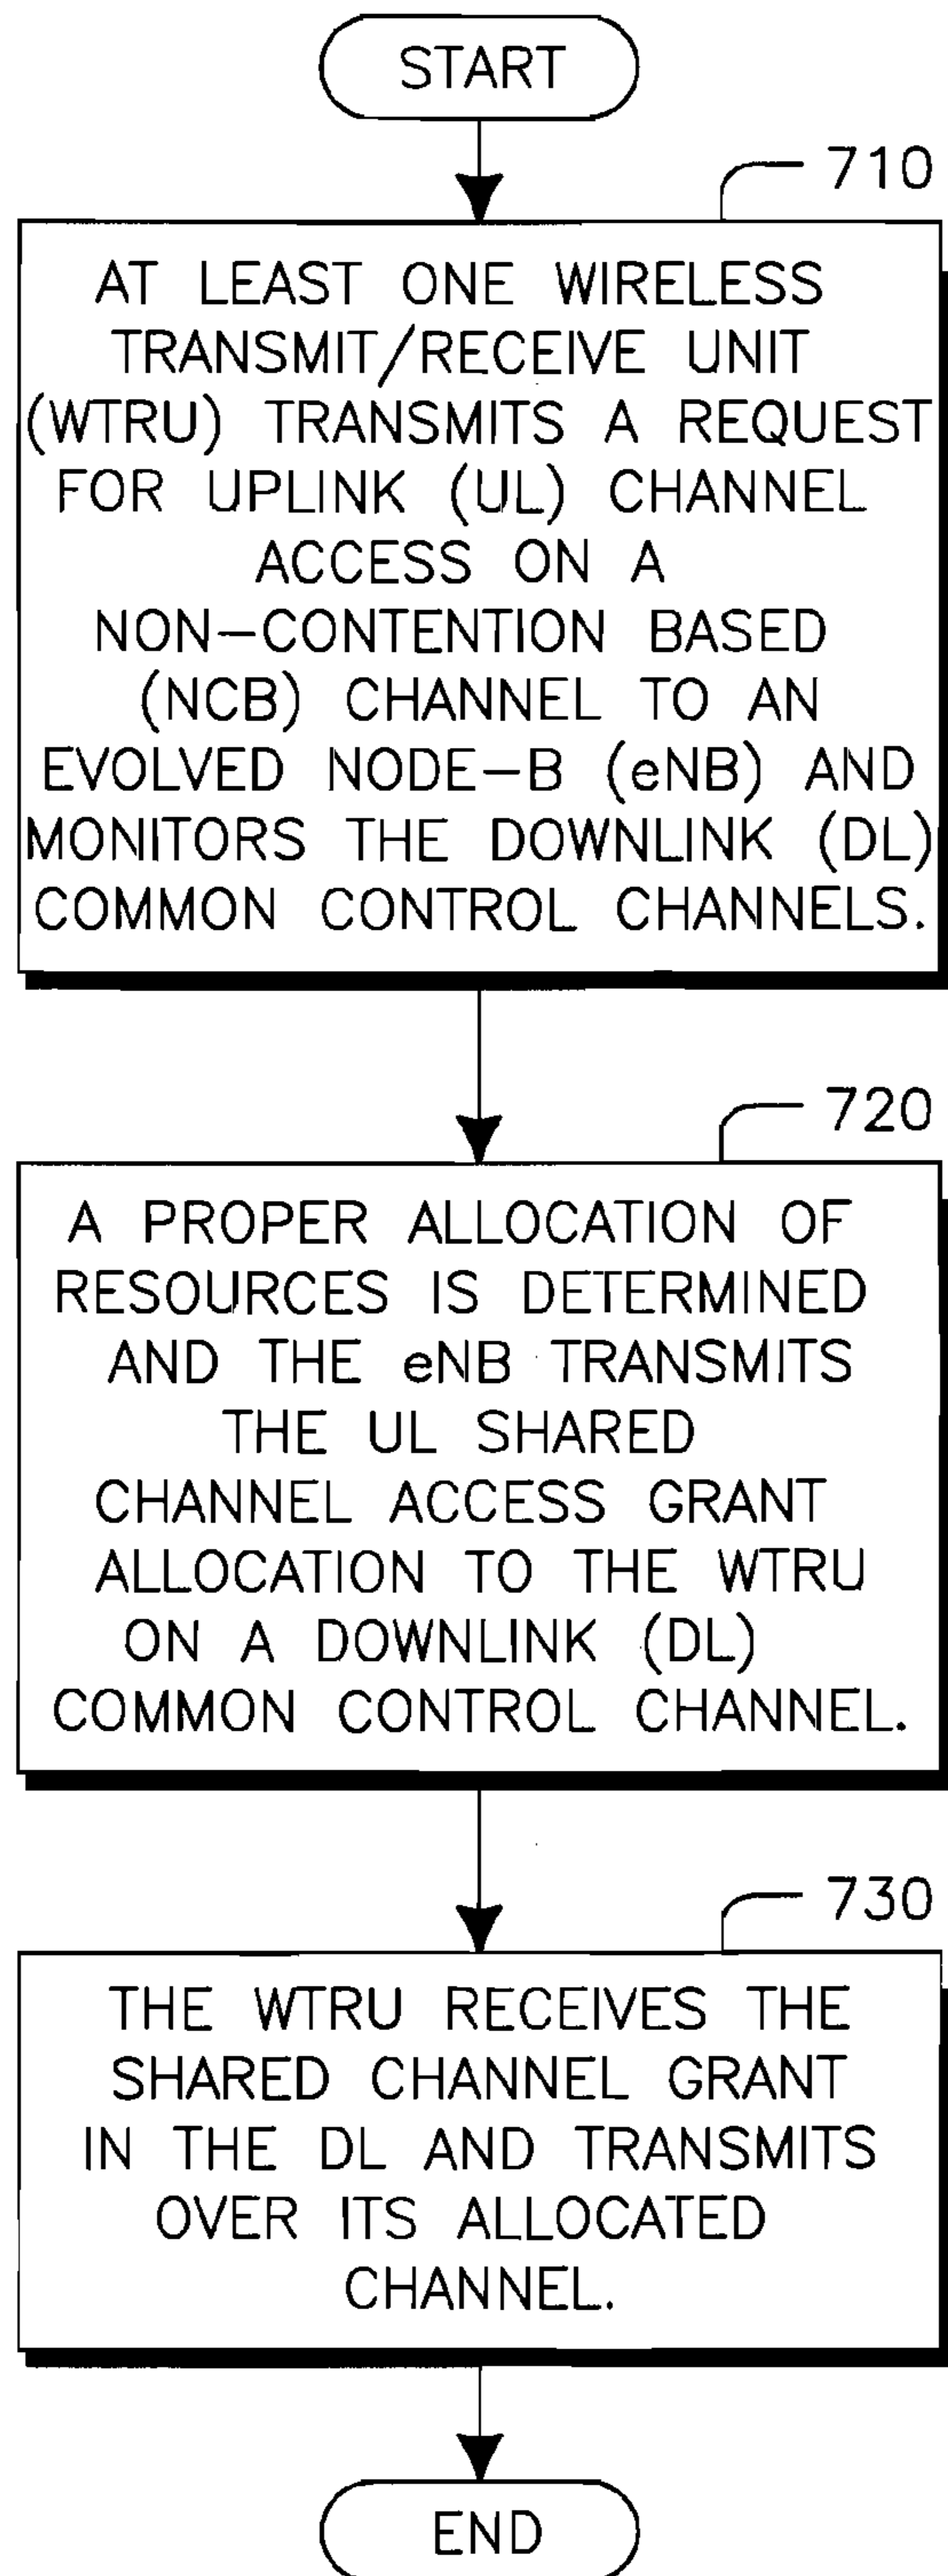 START
710
AT LEAST ONE WIRELESS
TRANSMIT/RECEIVE UNIT
(WTRU) TRANSMITS A REQUEST
FOR UPLINK (UL) CHANNEL
ACCESS ON A
NON-CONTENTION BASED
(NCB) CHANNEL TO AN
EVOLVED NODE-B (eNB) AND
MONITORS THE DOWNLINK (DL)
COMMON CONTROL CHANNELS.
720
A PROPER ALLOCATION OF
RESOURCES IS DETERMINED
AND THE eNB TRANSMITS
THE UL SHARED
CHANNEL ACCESS GRANT
ALLOCATION TO THE WTRU
ON A DOWNLINK (DL)
COMMON CONTROL CHANNEL.
730
THE WTRU RECEIVES THE
SHARED CHANNEL GRANT
IN THE DL AND TRANSMITS
OVER ITS ALLOCATED
CHANNEL.
END